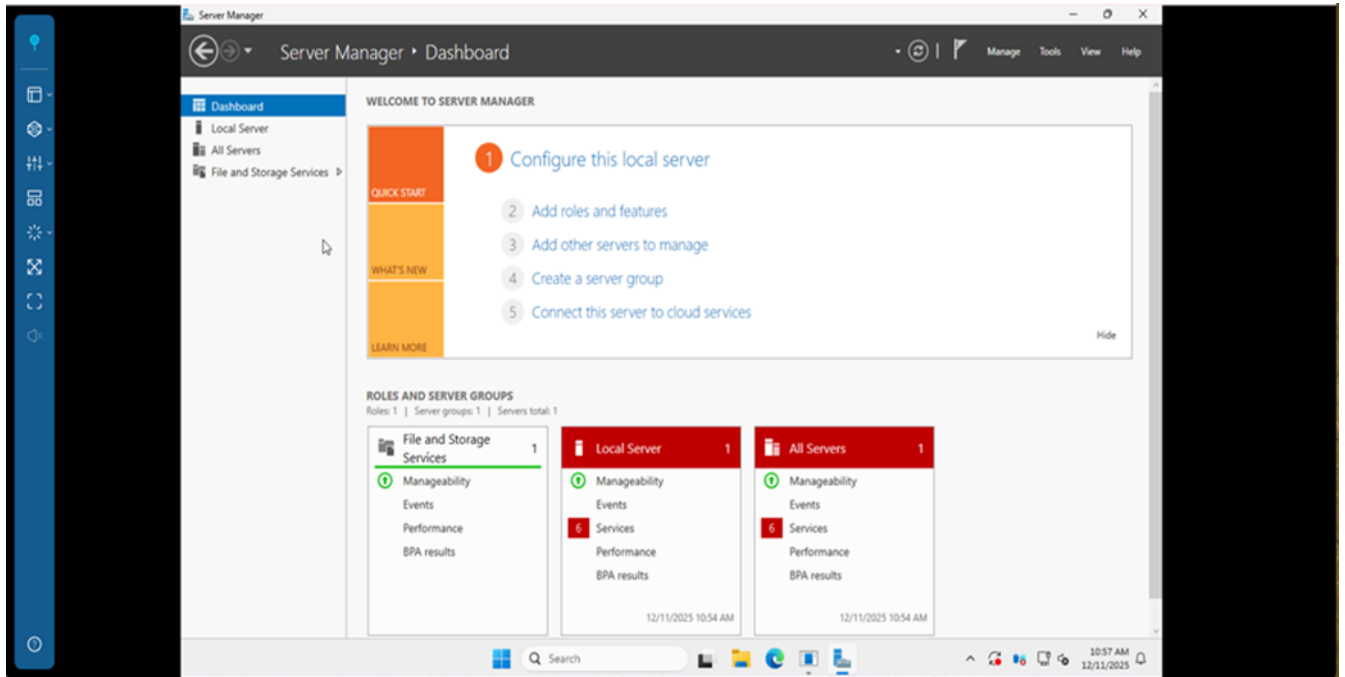 Server Manager
Server Manager • Dashboard
Manage Tools View Help
Dashboard
Local Server
All Servers
File and Storage Services
WELCOME TO SERVER MANAGER
QUICK START
WHAT'S NEW
LEARN MORE
1 Configure this local server
2 Add roles and features
3 Add other servers to manage
4 Create a server group
5 Connect this server to cloud services
Hide
ROLES AND SERVER GROUPS
Roles: 1 | Server groups: 1 | Servers total: 1
File and Storage
Services 1
Manageability
Events
Performance
BPA results
Local Server 1
Manageability
Events
6 Services
Performance
BPA results
12/11/2025 10:54 AM
All Servers 1
Manageability
Events
6 Services
Performance
BPA results
12/11/2025 10:54 AM
Search
10:57 AM
12/11/2025